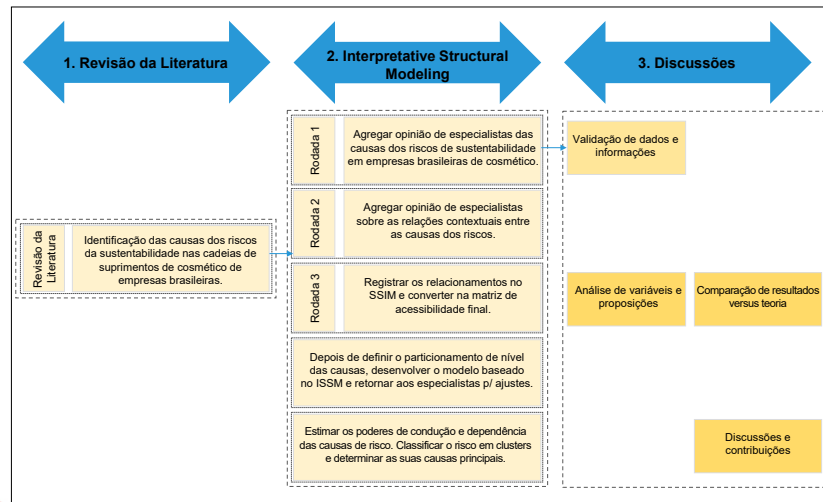 1. Revisão da Literatura
2. Interpretative Structural
Modeling
3. Discussões
Revisão da
Literatura
Identificação das causas dos riscos
da sustentabilidade nas cadeias de
suprimentos de cosmético de
empresas brasileiras.
Rodada 1
Agregar opinião de especialistas das
causas dos riscos de sustentabilidade
em empresas brasileiras de cosmético.
Rodada 2
Agregar opinião de especialistas
sobre as relações contextuais entre
as causas dos riscos.
Rodada 3
Registrar os relacionamentos no
SSIM e converter na matriz de
acessibilidade final.
Depois de definir o particionamento de nível
das causas, desenvolver o modelo baseado
no ISSM e retornar aos especialistas p/ ajustes.
Estimar os poderes de condução e dependência
das causas de risco. Classificar o risco em clusters
e determinar as suas causas principais.
Validação de dados e
informações
Análise de variáveis e
proposições
Comparação de resultados
versus teoria
Discussões e
contribuições